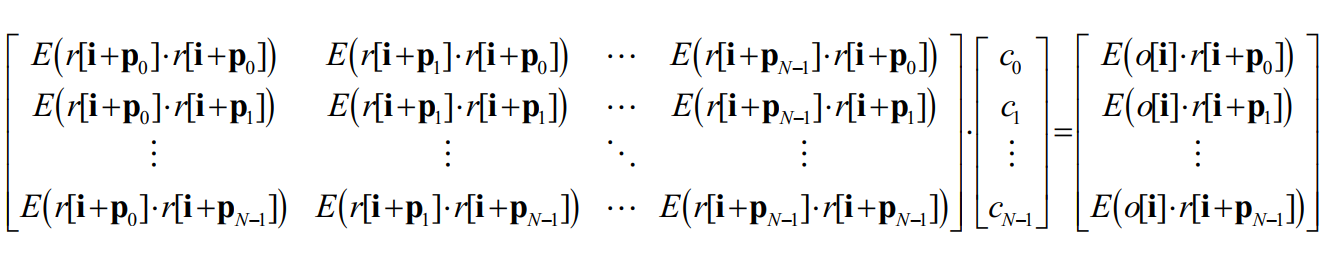 E(r[i+p₀]·r[i+p₀]) E(r[i+p₁]·r[i+p₀]) ⋯ E(r[i+p_{N–1}]·r[i+p₀]) c₀ E(o[i]·r[i+p₀])
E(r[i+p₀]·r[i+p₁]) E(r[i+p₁]·r[i+p₁]) ⋯ E(r[i+p_{N–1}]·r[i+p₁]) c₁ E(o[i]·r[i+p₁])
⋮ ⋮ ⋱ ⋮ · ⋮ = ⋮
E(r[i+p₀]·r[i+p_{N–1}]) E(r[i+p₁]·r[i+p_{N–1}]) ⋯ E(r[i+p_{N–1}]·r[i+p_{N–1}]) c_{N–1} E(o[i]·r[i+p_{N–1}])